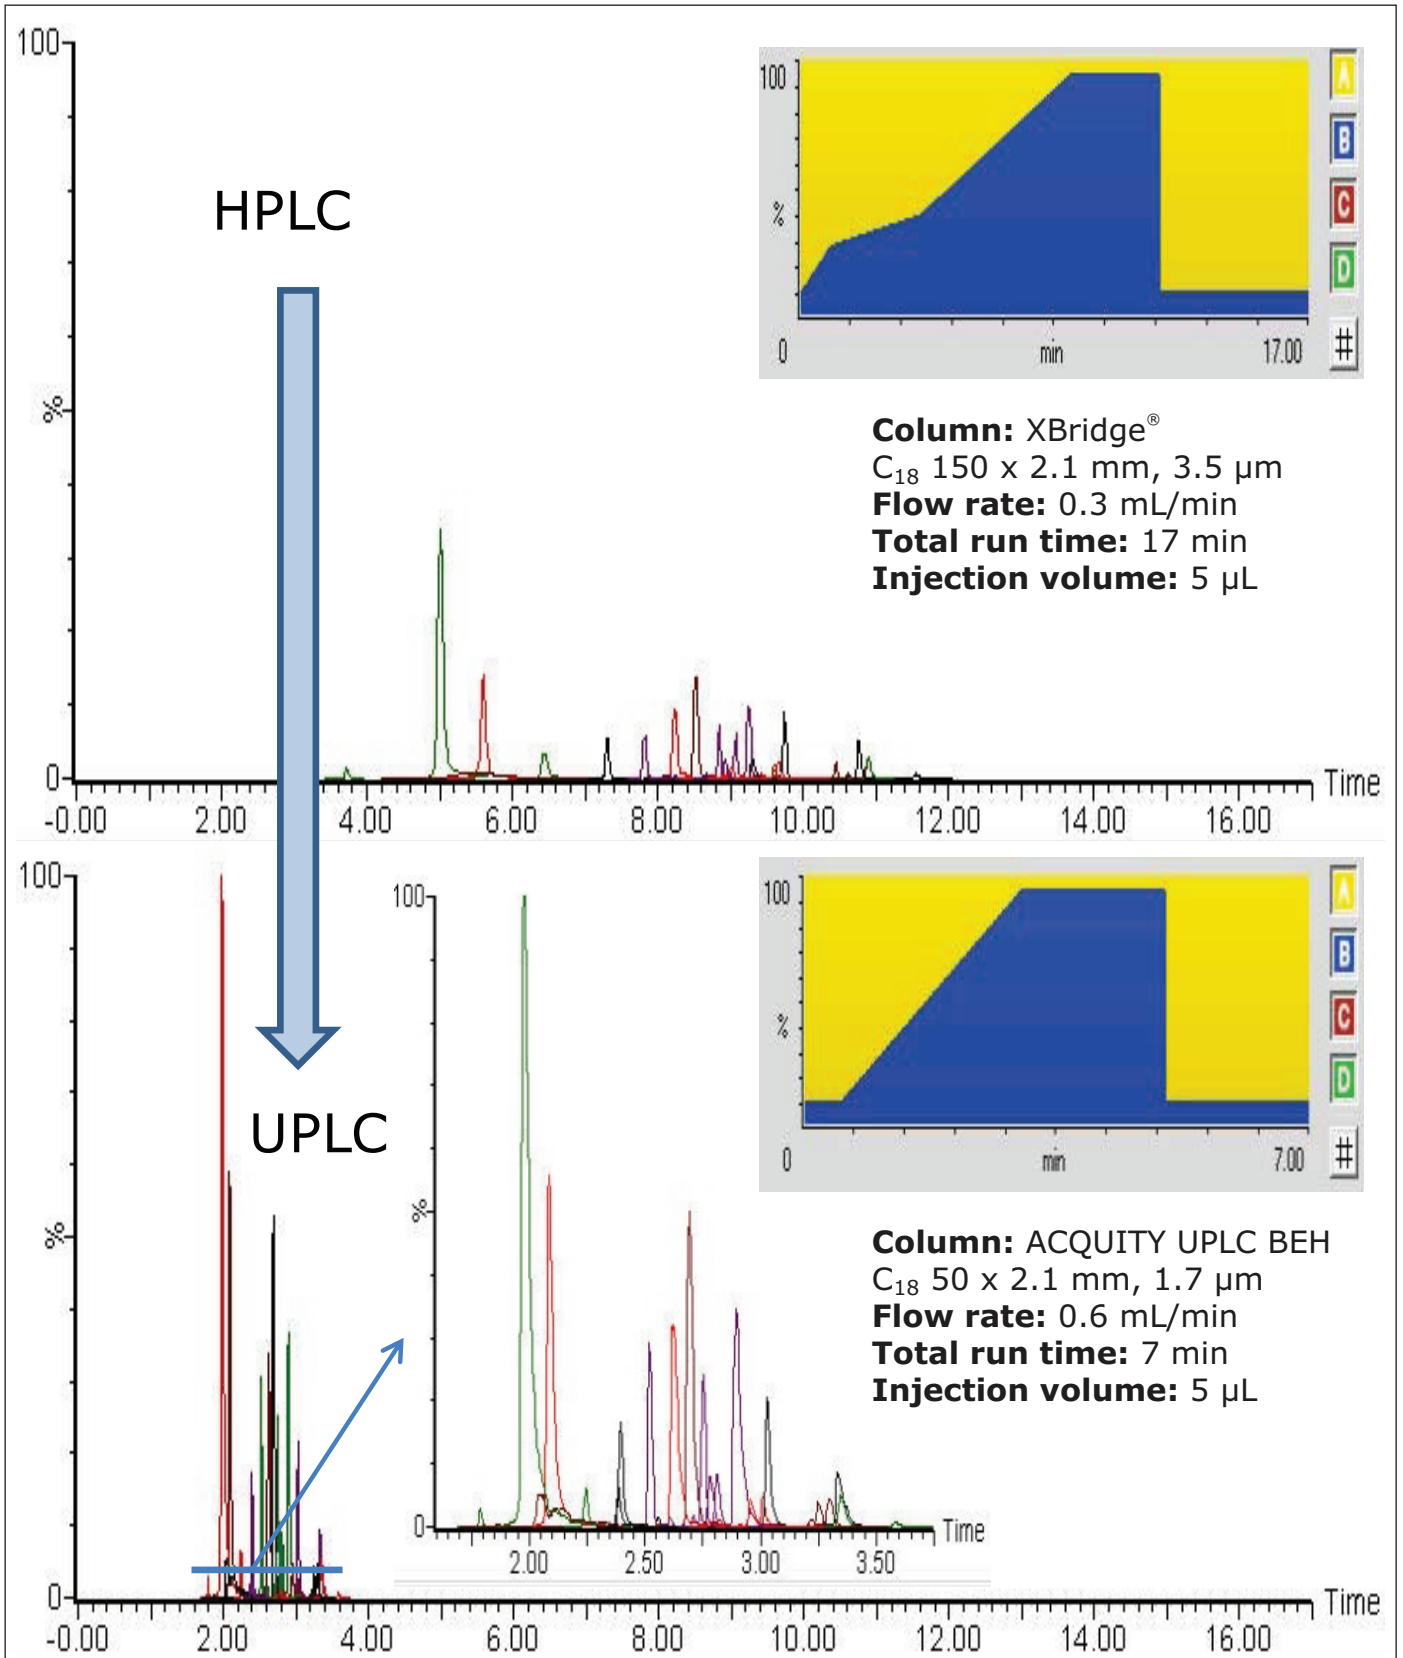 100
%
0
HPLC
-0.00 2.00 4.00 6.00 8.00 10.00 12.00 14.00 16.00
Time
100
%
0 min 17.00
A
B
C
D
#
Column: XBridge®
C₁₈ 150 x 2.1 mm, 3.5 µm
Flow rate: 0.3 mL/min
Total run time: 17 min
Injection volume: 5 µL
100
%
0
UPLC
-0.00 2.00 4.00 6.00 8.00 10.00 12.00 14.00 16.00
Time
100
%
0
2.00 2.50 3.00 3.50
Time
100
%
0 min 7.00
A
B
C
D
#
Column: ACQUITY UPLC BEH
C₁₈ 50 x 2.1 mm, 1.7 µm
Flow rate: 0.6 mL/min
Total run time: 7 min
Injection volume: 5 µL